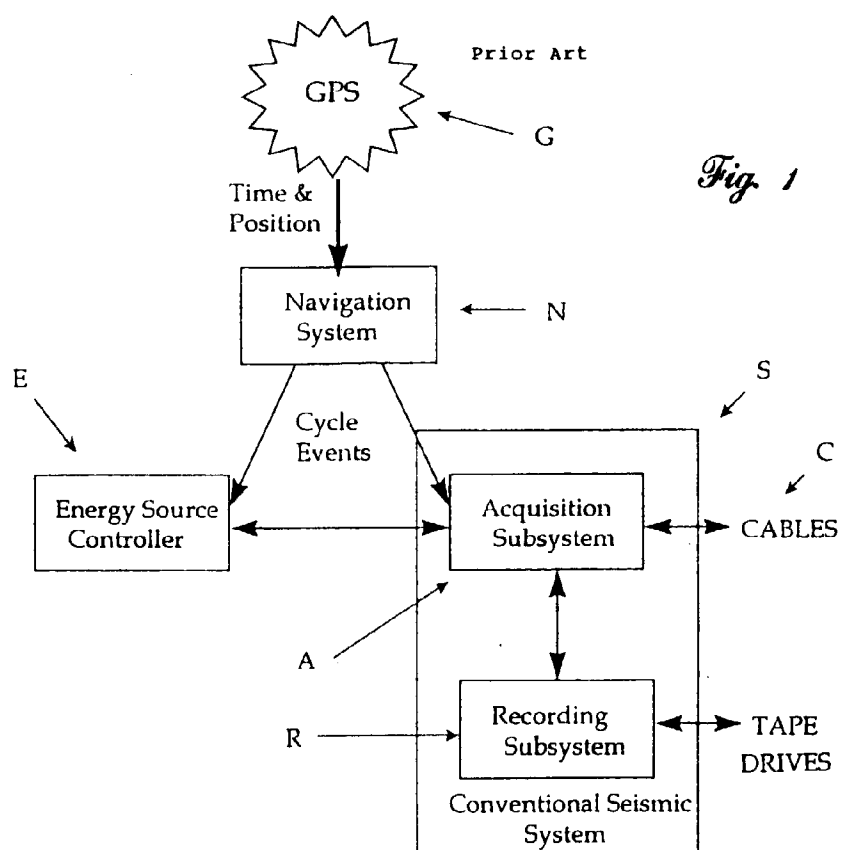 Prior Art
GPS
G
Fig. 1
Time &
Position
Navigation
System
N
E
S
Cycle
Events
C
Energy Source
Controller
Acquisition
Subsystem
CABLES
A
R
Recording
Subsystem
TAPE
DRIVES
Conventional Seismic
System